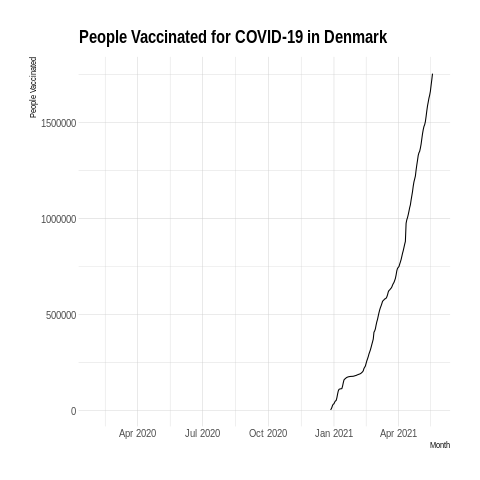 People Vaccinated for COVID-19 in Denmark
People Vaccinated
1500000
1000000
500000
0
Apr 2020 Jul 2020 Oct 2020 Jan 2021 Apr 2021
Month